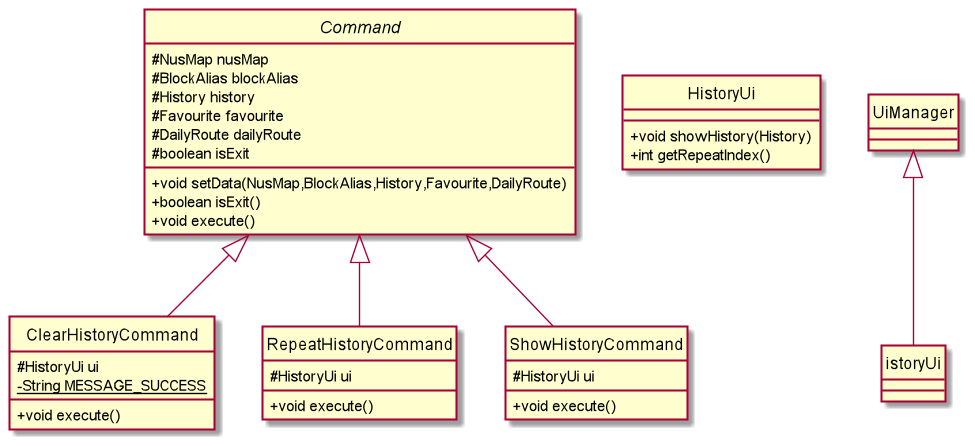 Command
#NusMap nusMap
#BlockAlias blockAlias
#History history
#Favourite favourite
#DailyRoute dailyRoute
#boolean isExit
+void setData(NusMap,BlockAlias,History,Favourite,DailyRoute)
+boolean isExit()
+void execute()
HistoryUi
+void showHistory(History)
+int getRepeatIndex()
UiManager
ClearHistoryCommand
#HistoryUi ui
-String MESSAGE_SUCCESS
+void execute()
RepeatHistoryCommand
#HistoryUi ui
+void execute()
ShowHistoryCommand
#HistoryUi ui
+void execute()
istoryUi